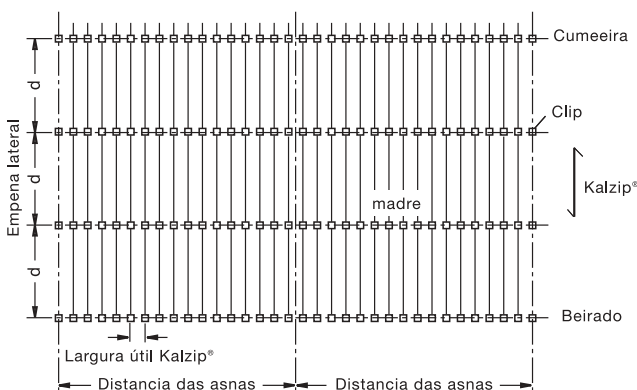 Cumeeira
d
Clip
Empena lateral
d
Kalzip®
madre
d
Beirado
Largura útil Kalzip®
Distancia das asnas
Distancia das asnas